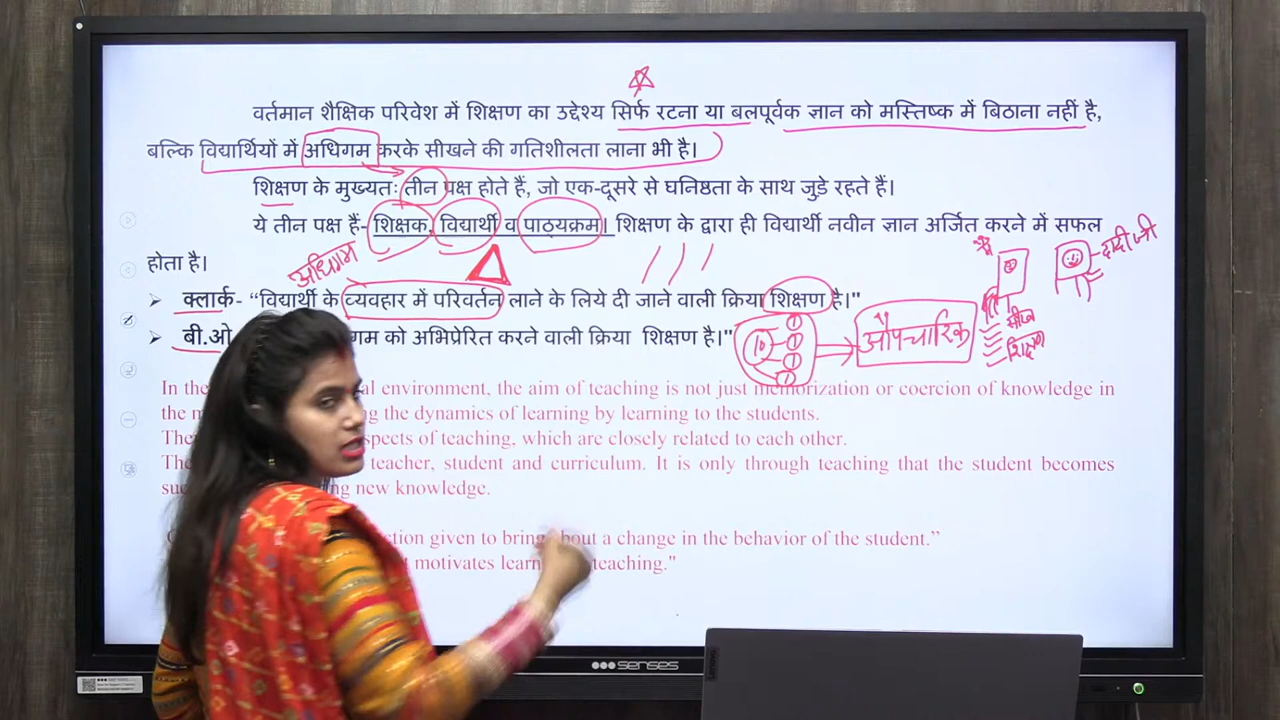 वर्तमान शैक्षिक परिवेश में शिक्षण का उद्देश्य सिर्फ रटना या बलपूर्वक ज्ञान को मस्तिष्क में बिठाना नहीं है,
बल्कि विद्यार्थियों में अधिगम करके सीखने की गतिशीलता लाना भी है।
शिक्षण के मुख्यतः तीन पक्ष होते हैं, जो एक-दूसरे से घनिष्ठता के साथ जुड़े रहते हैं।
ये तीन पक्ष हैं- शिक्षक, विद्यार्थी व पाठ्यक्रम। शिक्षण के द्वारा ही विद्यार्थी नवीन ज्ञान अर्जित करने में सफल
दादी जी
होता है।
अधिगम
➢ क्लार्क- “विद्यार्थी के व्यवहार में परिवर्तन लाने के लिये दी जाने वाली क्रिया शिक्षण है।"
➢ बी.ओ गम को अभिप्रेरित करने वाली क्रिया शिक्षण है।"
10
औपचारिक
शिक्षण
In the al environment, the aim of teaching is not just memorization or coercion of knowledge in
the m ng the dynamics of learning by learning to the students.
The spects of teaching, which are closely related to each other.
The teacher, student and curriculum. It is only through teaching that the student becomes
suc ng new knowledge.
ction given to bring about a change in the behavior of the student.”
t motivates learn teaching."
senses
Lenovo